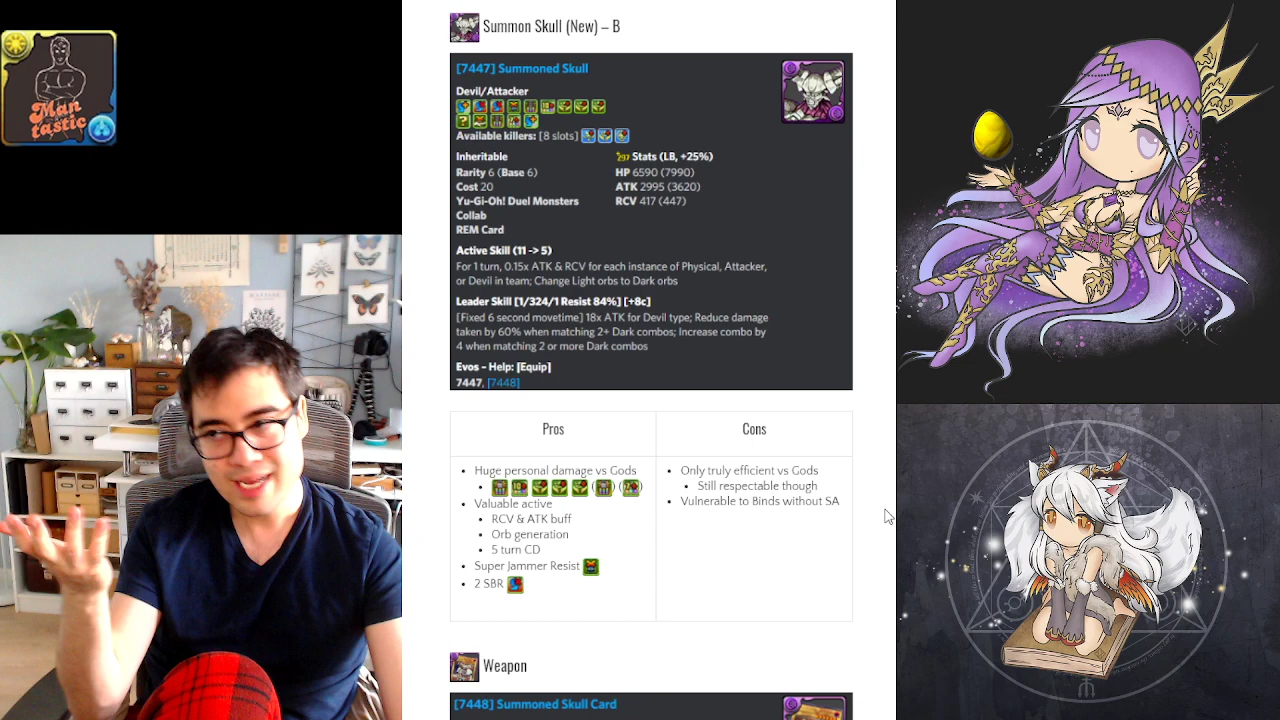 Man
tastic
Summon Skull (New) – B
[7447] Summoned Skull
Devil/Attacker
Available killers: [8 slots]
Inheritable
297 Stats (LB, +25%)
Rarity 6 (Base 6)
HP 6590 (7990)
Cost 20
ATK 2995 (3620)
Yu-Gi-Oh! Duel Monsters
RCV 417 (447)
Collab
REM Card
Active Skill (11 -> 5)
For 1 turn, 0.15x ATK & RCV for each instance of Physical, Attacker,
or Devil in team; Change Light orbs to Dark orbs
Leader Skill [1/324/1 Resist 84%] [+8c]
[Fixed 6 second movetime] 18x ATK for Devil type; Reduce damage
taken by 60% when matching 2+ Dark combos; Increase combo by
4 when matching 2 or more Dark combos
Evos – Help: [Equip]
7447, [7448]
Pros
Cons
Huge personal damage vs Gods
( ) ( )
Valuable active
RCV & ATK buff
Orb generation
5 turn CD
Super Jammer Resist
2 SBR
Only truly efficient vs Gods
Still respectable though
Vulnerable to Binds without SA
Weapon
[7448] Summoned Skull Card